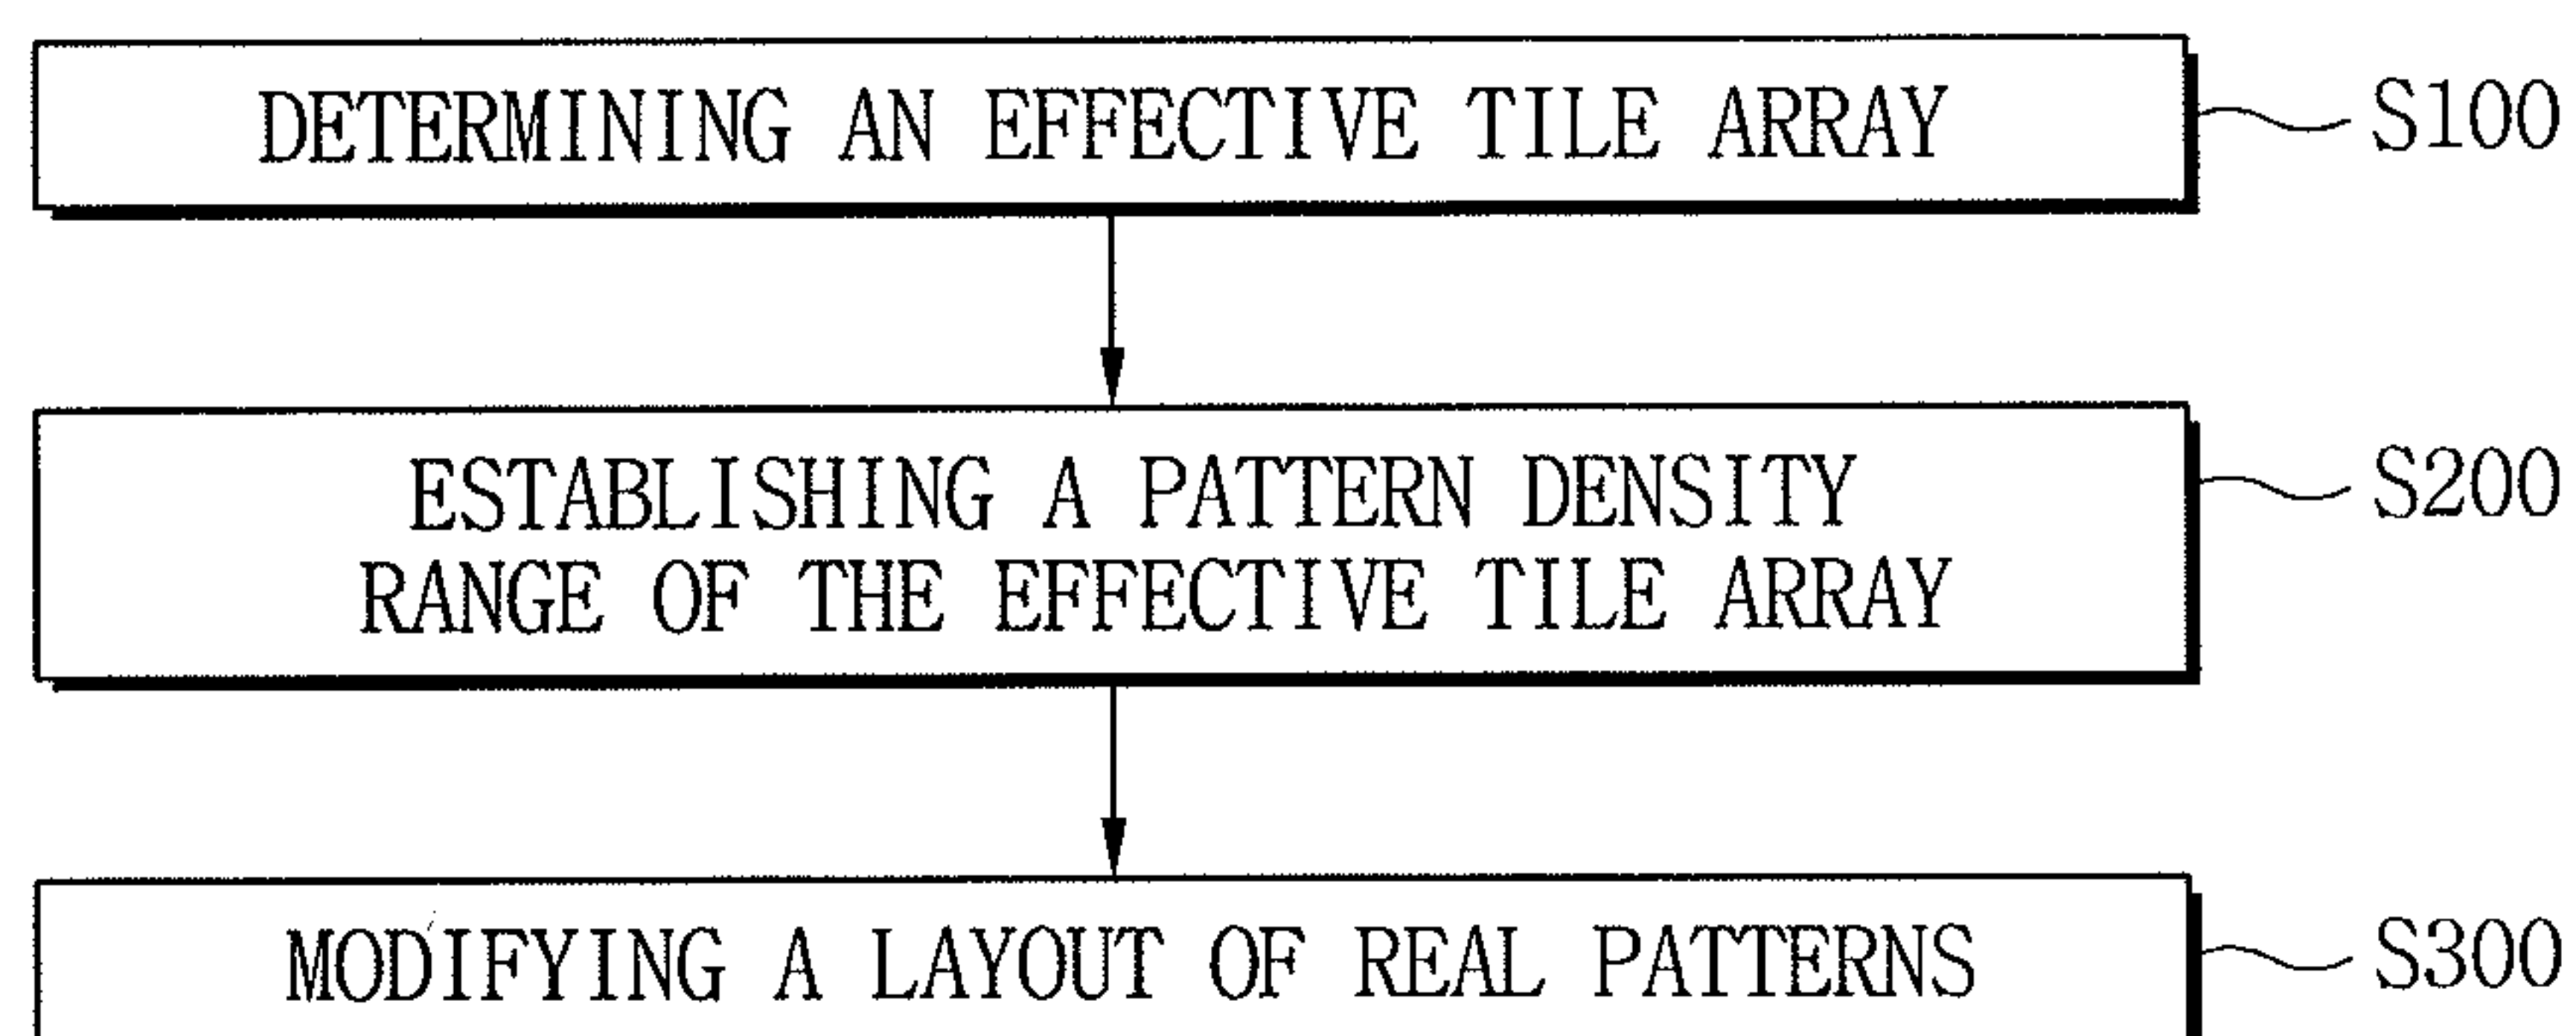 DETERMINING AN EFFECTIVE TILE ARRAY S100
ESTABLISHING A PATTERN DENSITY S200
RANGE OF THE EFFECTIVE TILE ARRAY
MODIFYING A LAYOUT OF REAL PATTERNS S300